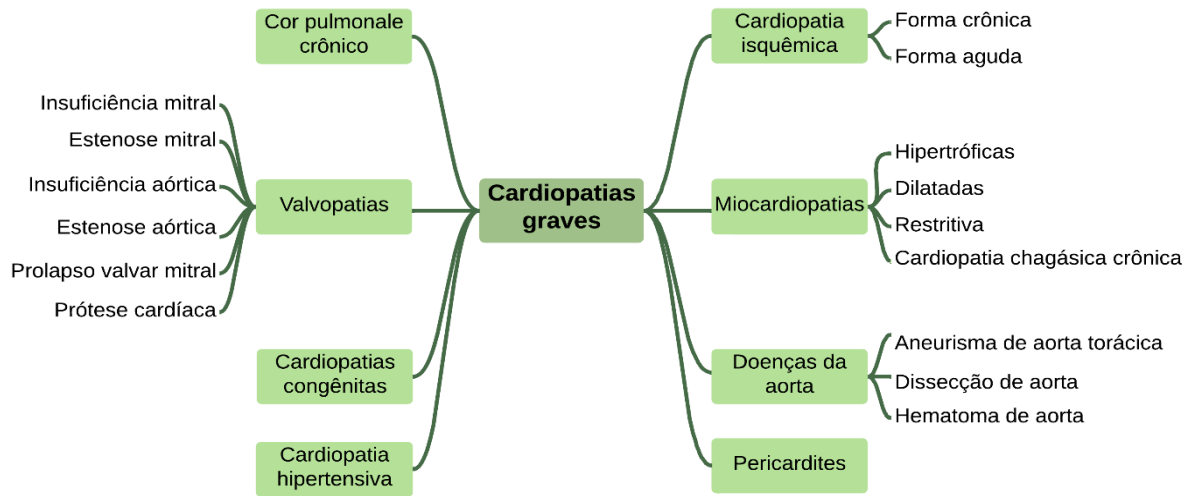 Cardiopatias
graves
Cor pulmonale
crônico
Valvopatias
Insuficiência mitral
Estenose mitral
Insuficiência aórtica
Estenose aórtica
Prolapso valvar mitral
Prótese cardíaca
Cardiopatias
congênitas
Cardiopatia
hipertensiva
Cardiopatia
isquêmica
Forma crônica
Forma aguda
Miocardiopatias
Hipertróficas
Dilatadas
Restritiva
Cardiopatia chagásica crônica
Doenças da
aorta
Aneurisma de aorta torácica
Dissecção de aorta
Hematoma de aorta
Pericardites